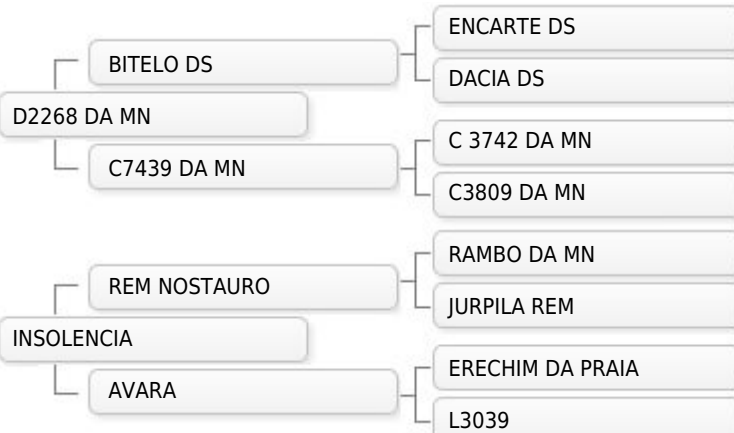 ENCARTE DS
BITELO DS
DACIA DS
D2268 DA MN
C 3742 DA MN
C7439 DA MN
C3809 DA MN
RAMBO DA MN
REM NOSTAURO
JURPILA REM
INSOLENCIA
ERECHIM DA PRAIA
AVARA
L3039